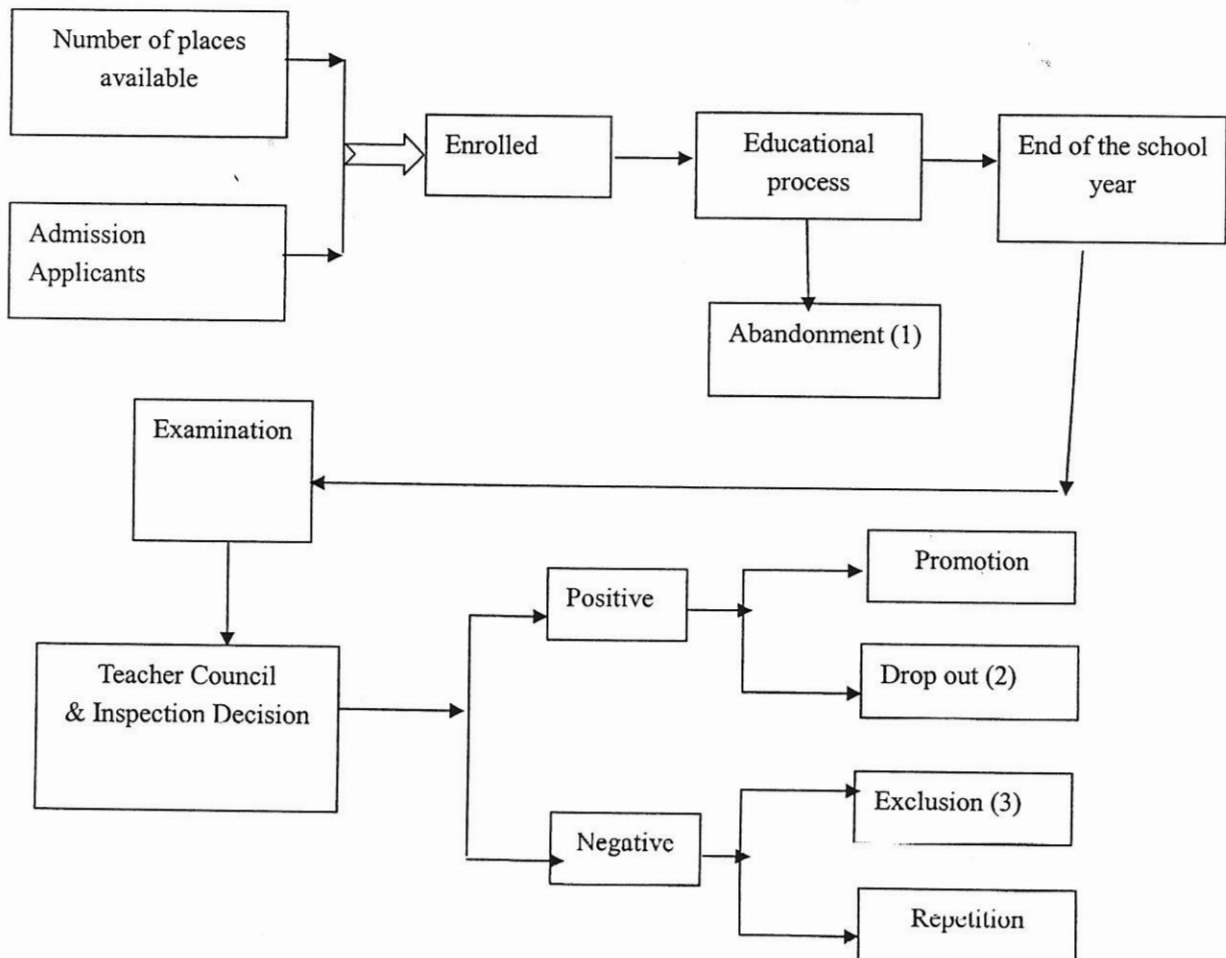 Number of places
available
Admission
Applicants
Enrolled
Educational
process
End of the school
year
Abandonment (1)
Examination
Teacher Council
& Inspection Decision
Positive
Negative
Promotion
Drop out (2)
Exclusion (3)
Repetition